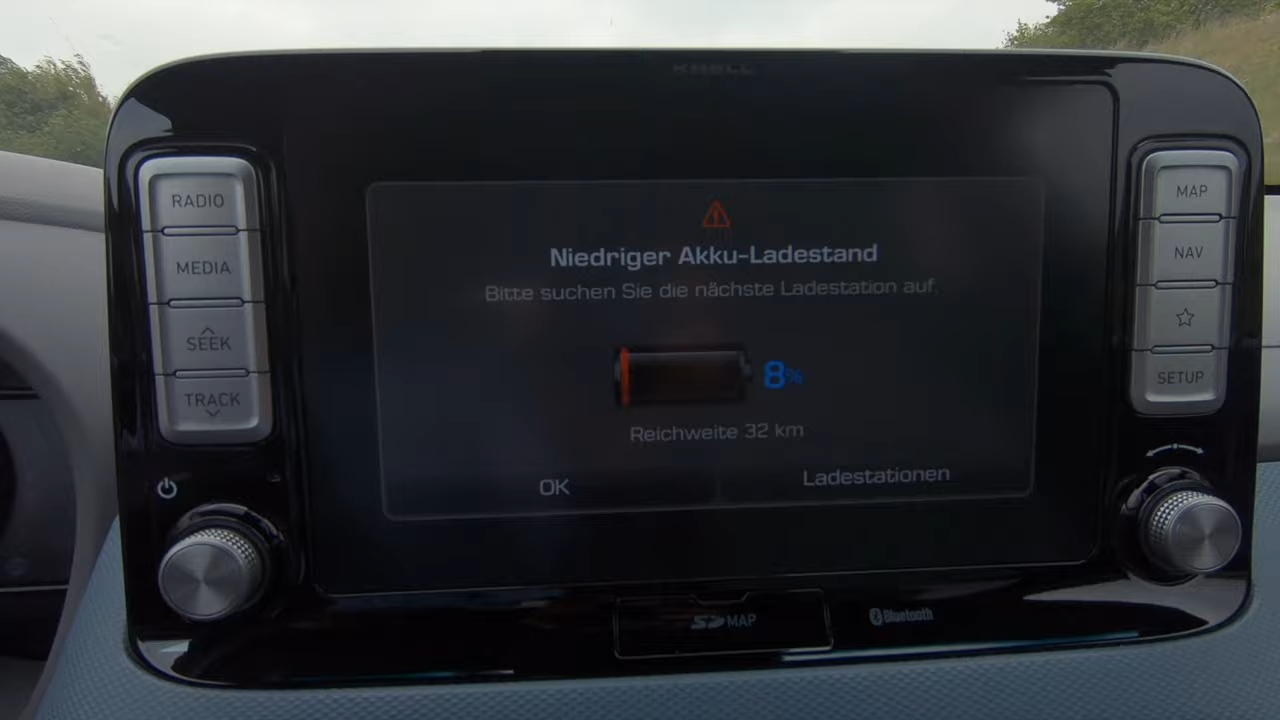 KRELL
RADIO
MEDIA
SEEK
TRACK
Niedriger Akku-Ladestand
Bitte suchen Sie die nächste Ladestation auf.
8%
Reichweite 32 km
OK
Ladestationen
MAP
NAV
SETUP
SD MAP
Bluetooth